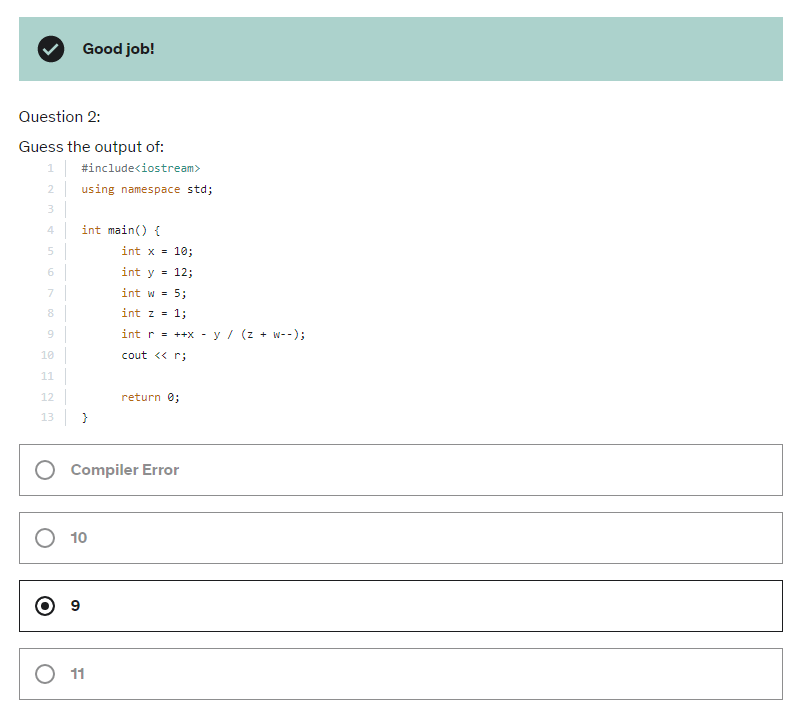 Good job!
Question 2:
Guess the output of:
1 #include<iostream>
2 using namespace std;
3
4 int main() {
5 int x = 10;
6 int y = 12;
7 int w = 5;
8 int z = 1;
9 int r = ++x - y / (z + w--);
10 cout << r;
11
12 return 0;
13 }
Compiler Error
10
9
11